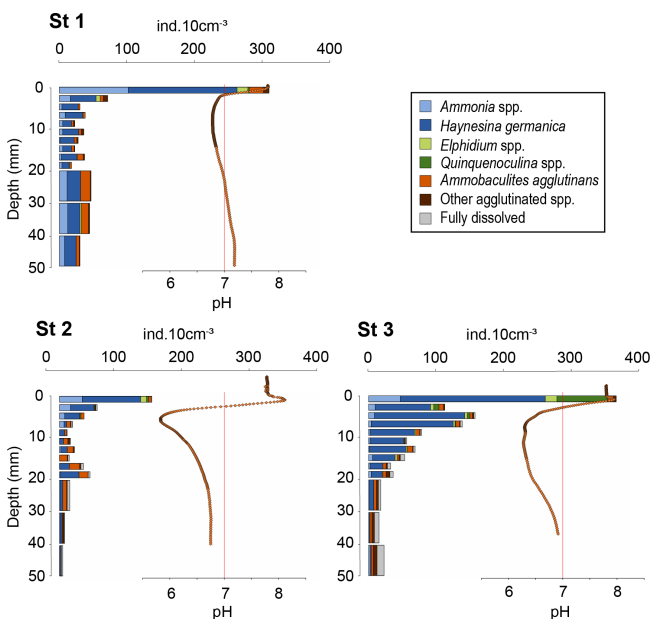 St 1
ind.10cm⁻³
0 100 200 300 400
Depth (mm)
0
10
20
30
40
50
6 7 8
pH
Ammonia spp.
Haynesina germanica
Elphidium spp.
Quinquenoculina spp.
Ammobaculites agglutinans
Other agglutinated spp.
Fully dissolved
St 2
ind.10cm⁻³
0 100 200 300 400
Depth (mm)
0
10
20
30
40
50
6 7 8
pH
St 3
ind.10cm⁻³
0 100 200 300 400
Depth (mm)
0
10
20
30
40
50
6 7 8
pH